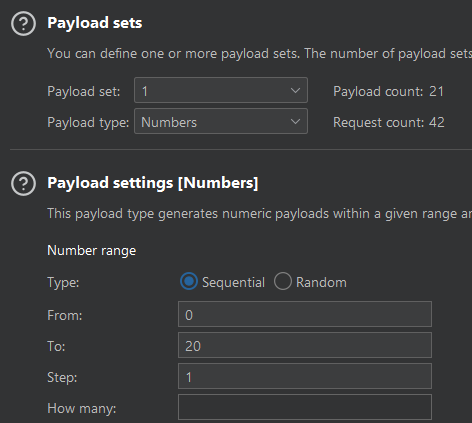 Payload sets
You can define one or more payload sets. The number of payload sets
Payload set: 1 Payload count: 21
Payload type: Numbers Request count: 42
Payload settings [Numbers]
This payload type generates numeric payloads within a given range
Number range
Type: Sequential Random
From: 0
To: 20
Step: 1
How many: